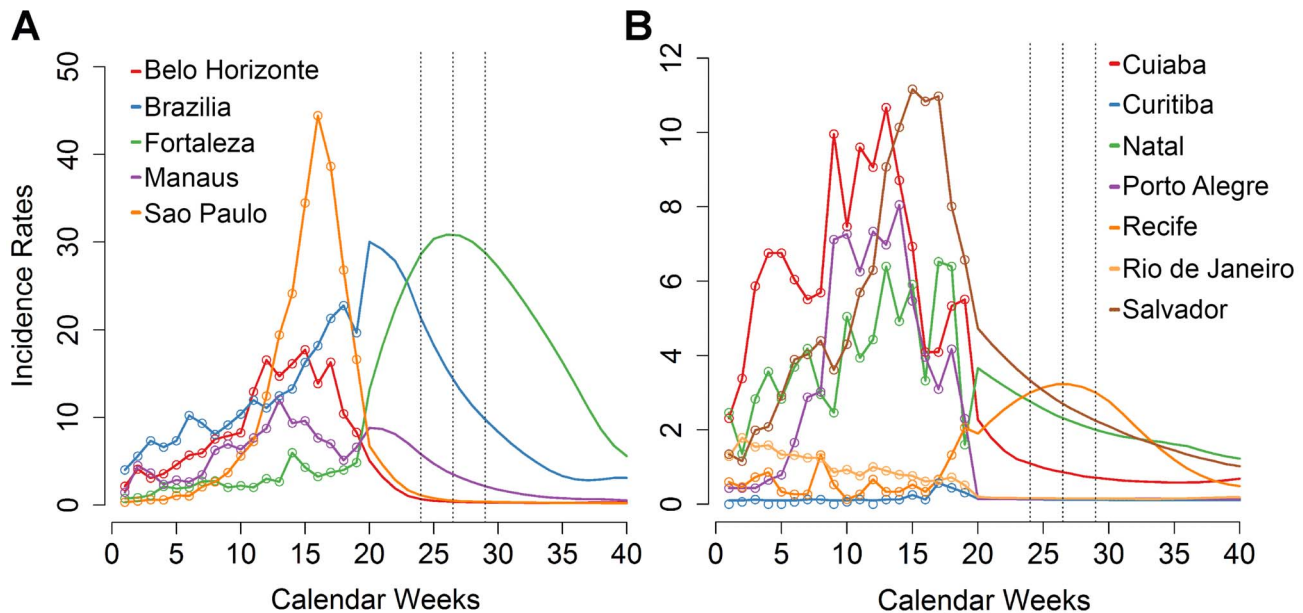 A
Incidence Rates
50
40
30
20
10
0
Belo Horizonte
Brazilia
Fortaleza
Manaus
Sao Paulo
0 5 10 15 20 25 30 35 40
Calendar Weeks
B
12
10
8
6
4
2
0
Cuiaba
Curitiba
Natal
Porto Alegre
Recife
Rio de Janeiro
Salvador
0 5 10 15 20 25 30 35 40
Calendar Weeks